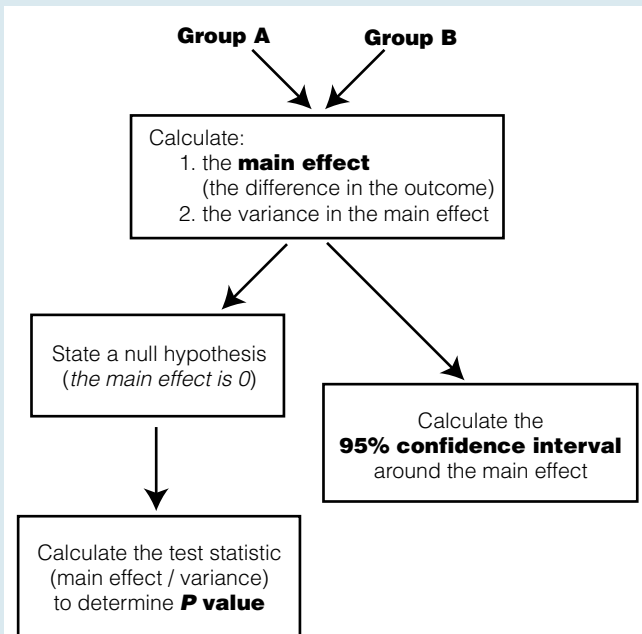 Group A
Group B
Calculate:
1. the main effect
(the difference in the outcome)
2. the variance in the main effect
State a null hypothesis
(the main effect is 0)
Calculate the
95% confidence interval
around the main effect
Calculate the test statistic
(main effect / variance)
to determine P value